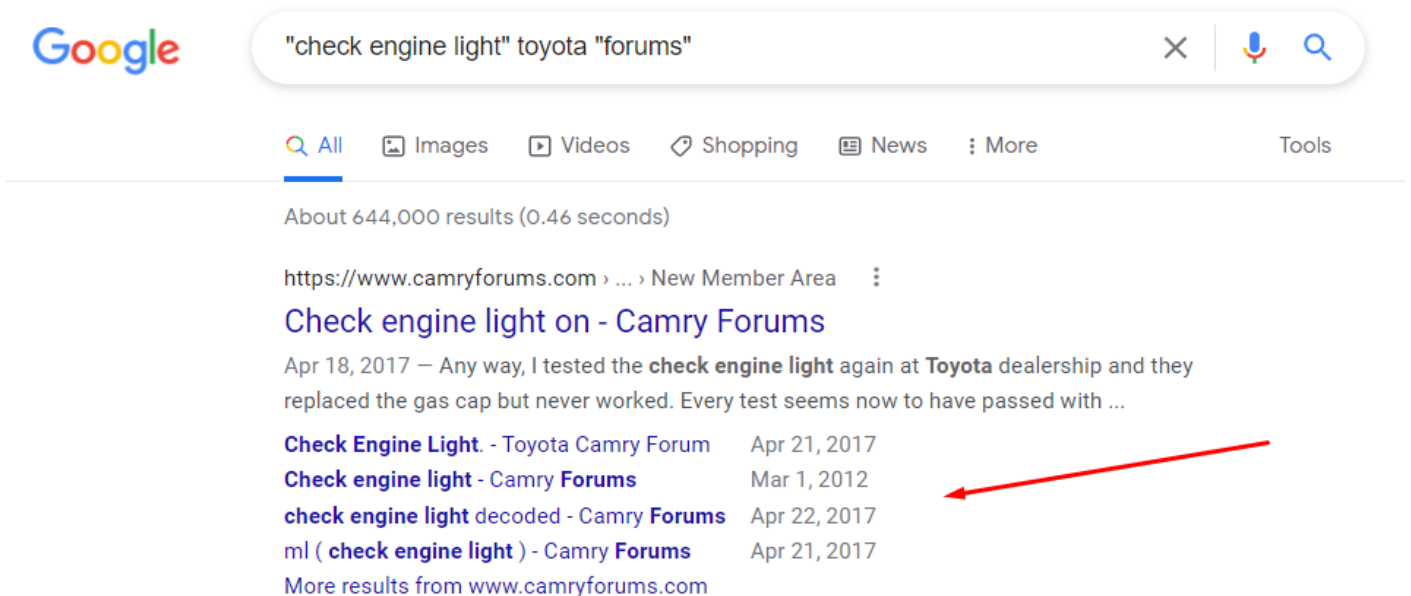 Google
"check engine light" toyota "forums"
All Images Videos Shopping News More Tools
About 644,000 results (0.46 seconds)
https://www.camryforums.com › ... › New Member Area
Check engine light on - Camry Forums
Apr 18, 2017 — Any way, I tested the check engine light again at Toyota dealership and they
replaced the gas cap but never worked. Every test seems now to have passed with ...
Check Engine Light. - Toyota Camry Forum Apr 21, 2017
Check engine light - Camry Forums Mar 1, 2012
check engine light decoded - Camry Forums Apr 22, 2017
ml ( check engine light ) - Camry Forums Apr 21, 2017
More results from www.camryforums.com